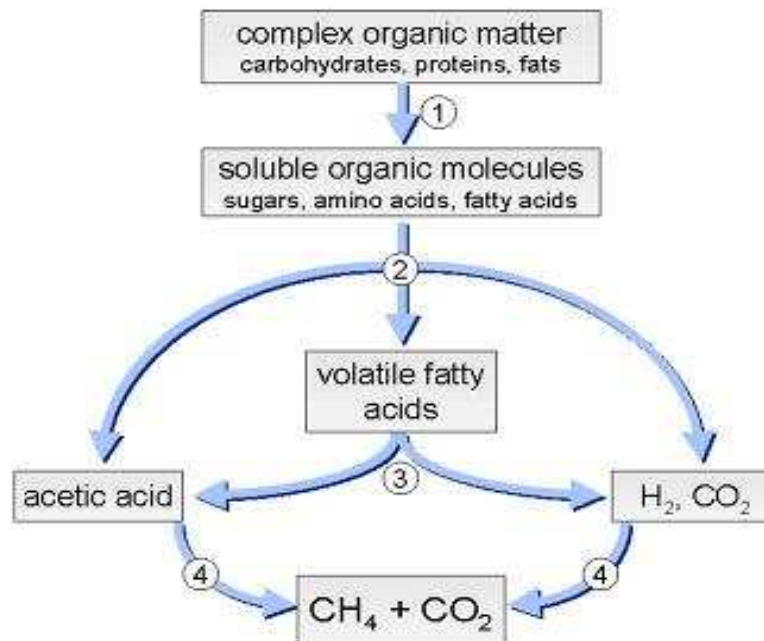 complex organic matter
carbohydrates, proteins, fats
1
soluble organic molecules
sugars, amino acids, fatty acids
2
volatile fatty
acids
3
acetic acid
H₂, CO₂
4
4
CH₄ + CO₂